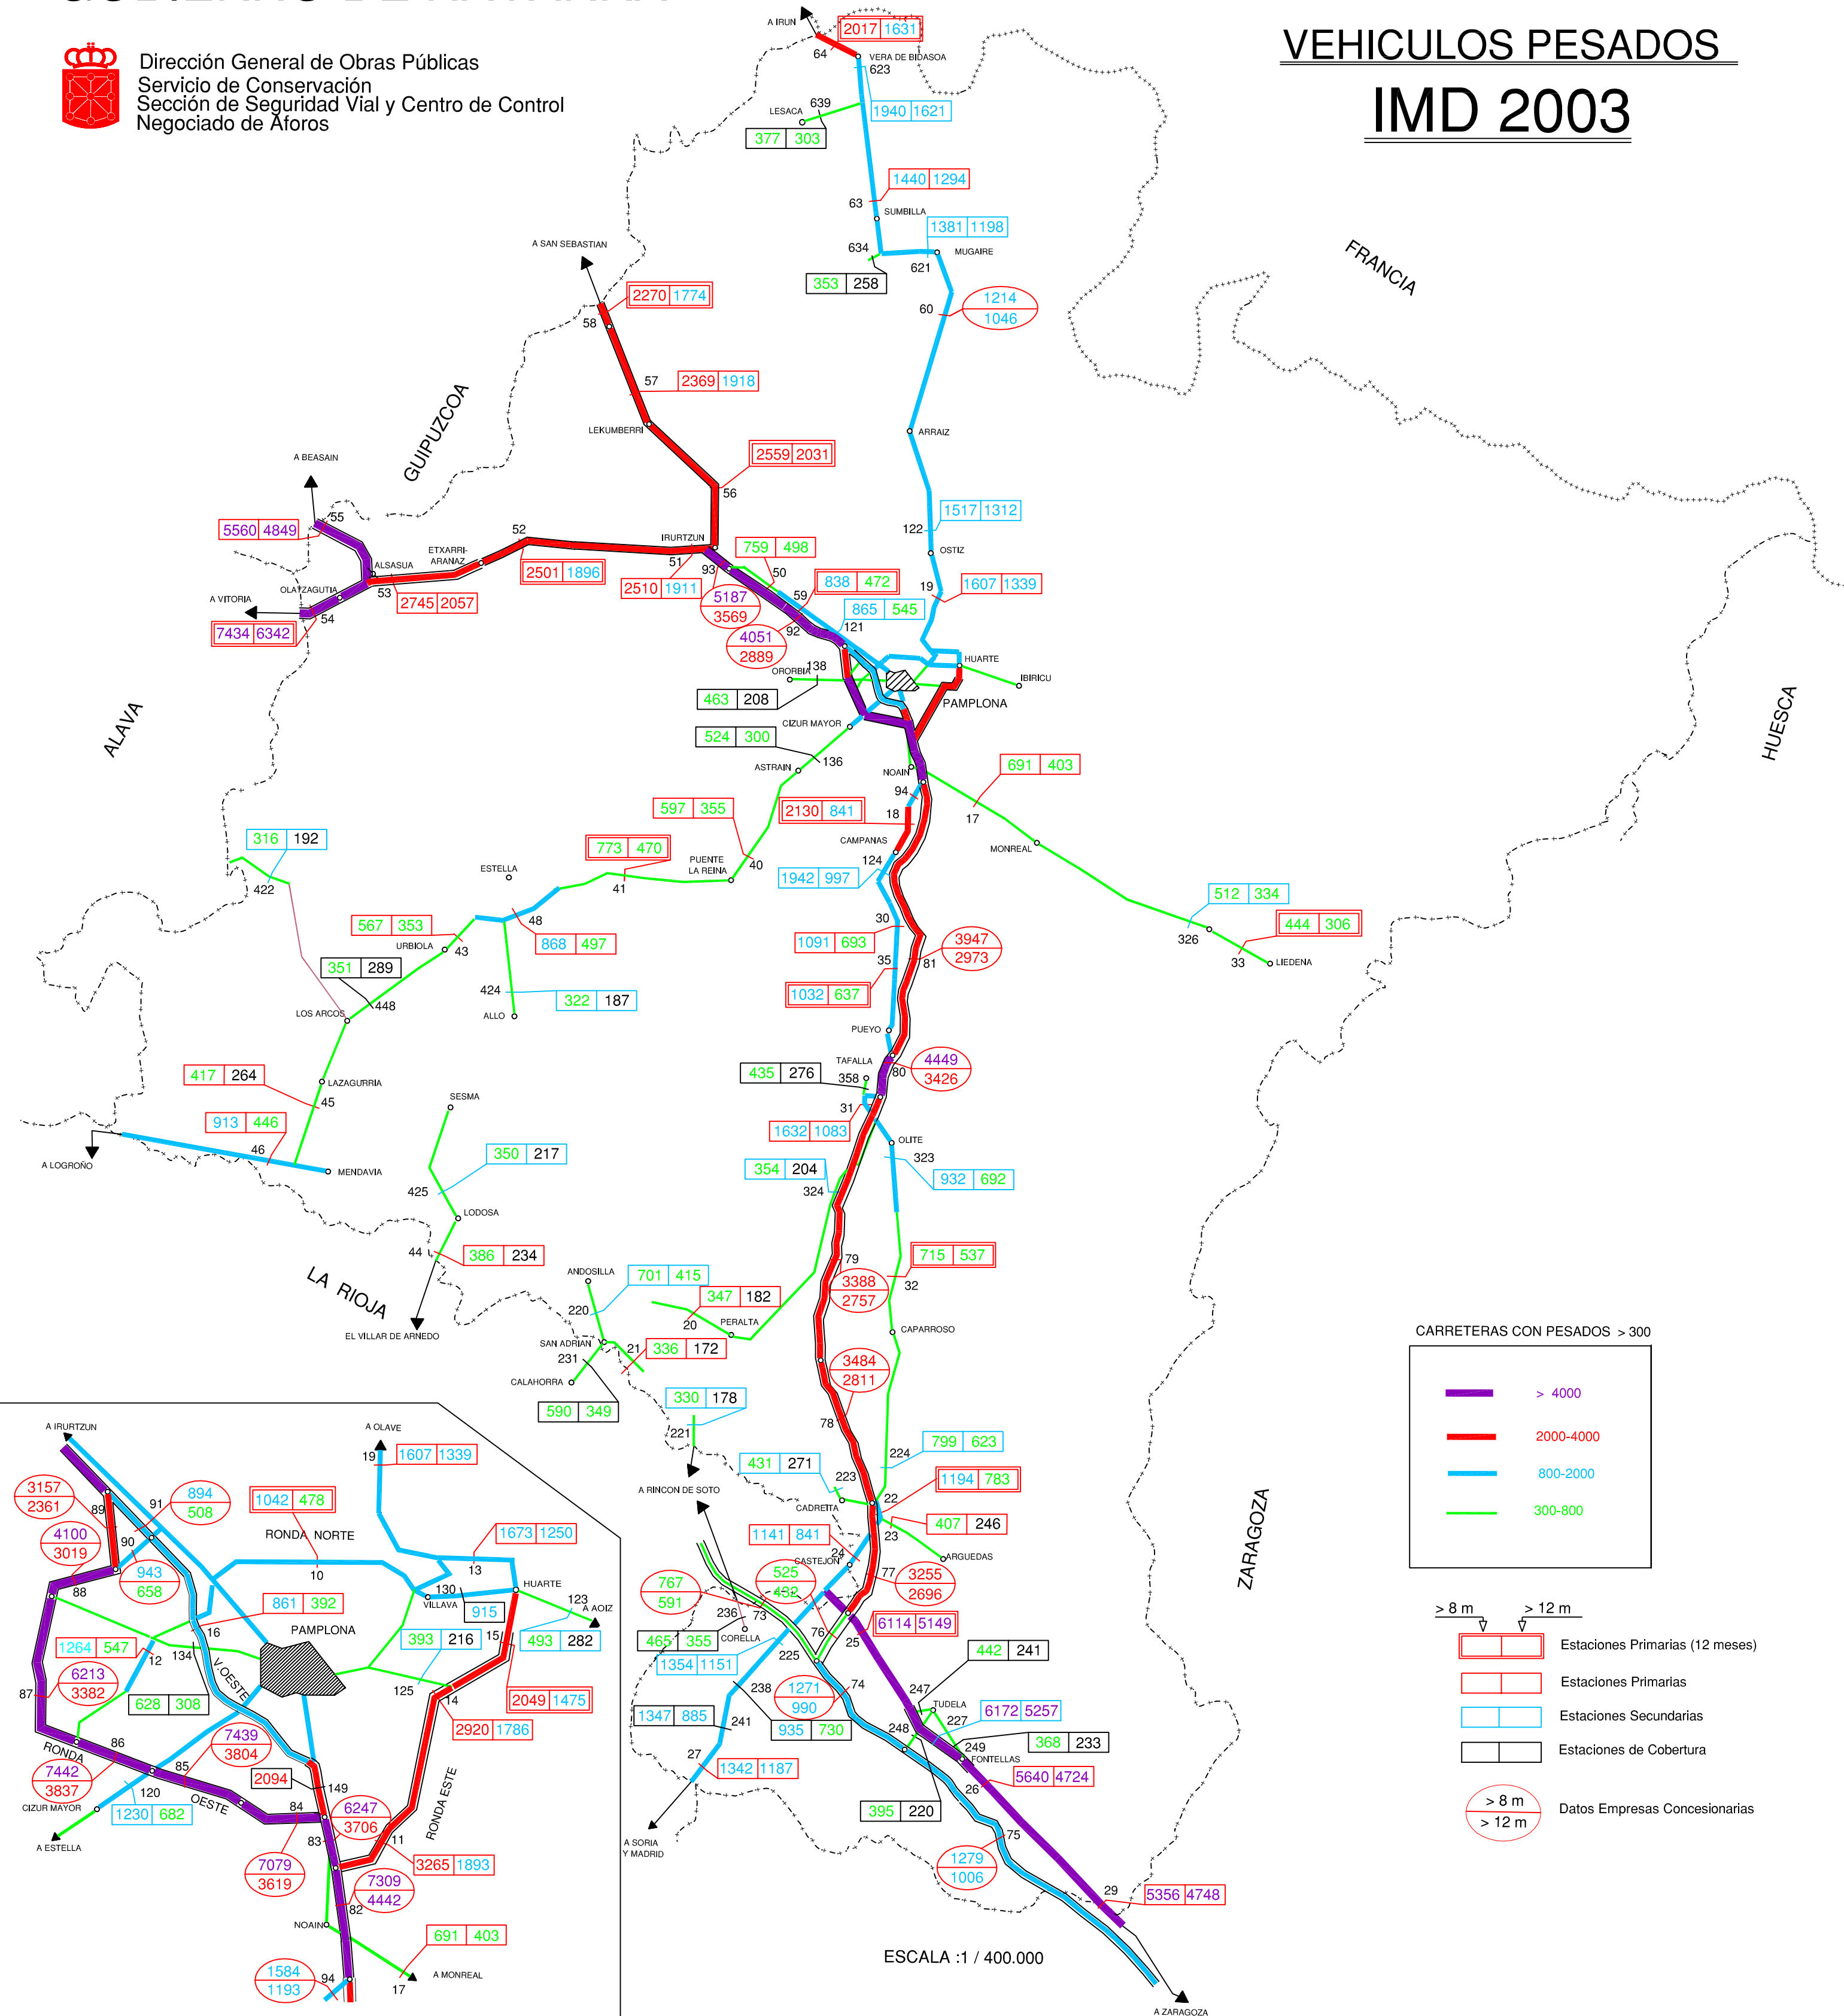 Dirección General de Obras Públicas
Servicio de Conservación
Sección de Seguridad Vial y Centro de Control
Negociado de Aforos
VEHICULOS PESADOS
IMD 2003
A IRUN
2017 1631
64
VERA DE BIDASOA
623
LESACA
639
1940 1621
377 303
1440 1294
63
SUMBILLA
1381 1198
634
621
MUGAIRE
353 258
A SAN SEBASTIAN
FRANCIA
2270 1774
58
60
1214
1046
57
2369 1918
LEKUMBERRI
ARRAIZ
GUIPUZCOA
A BEASAIN
2559 2031
56
5560 4849
55
52
1517 1312
122
OSTIZ
IRURTZUN
759 498
ETXARRI-
ARANAZ
ALSASUA
51
93
50
2501 1896
2510 1911
838 472
19
1607 1339
OLAZAGUTIA
53
2745 2057
5187
3569
59
865 545
A VITORIA
54
7434 6342
92
121
4051
2889
HUARTE
ORORBIA
138
IBIRICU
463 208
PAMPLONA
HUESCA
ALAVA
CIZUR MAYOR
524 300
136
ASTRAIN
NOAIN
691 403
94
597 355
2130 841
18
17
316 192
773 470
CAMPANAS
MONREAL
PUENTE
LA REINA
40
124
ESTELLA
422
41
1942 997
512 334
48
30
567 353
444 306
868 497
1091 693
326
URBIOLA
43
3947
2973
35
81
33
LIEDENA
351 289
424
322 187
1032 637
448
LOS ARCOS
ALLO
PUEYO
TAFALLA
4449
3426
435 276
358
80
417 264
LAZAGURRIA
45
SESMA
31
913 446
1632 1083
46
OLITE
350 217
323
A LOGROÑO
MENDAVIA
354 204
932 692
425
324
LODOSA
44
386 234
79
715 537
LA RIOJA
ANDOSILLA
701 415
3388
2757
32
347 182
220
20
PERALTA
CAPARROSO
EL VILLAR DE ARNEDO
SAN ADRIAN
21
336 172
231
3484
2811
CALAHORRA
330 178
590 349
78
221
799 623
224
431 271
223
1194 783
A RINCON DE SOTO
CADREITA
22
407 246
1141 841
23
CASTEJON
24
ARGUEDAS
ZARAGOZA
525
432
77
3255
2696
767
591
236
73
6114 5149
465 355
CORELLA
76
25
442 241
1354 1151
225
238
1271
990
74
247
TUDELA
227
6172 5257
1347 885
241
935 730
248
249
368 233
FONTELLAS
27
1342 1187
26
5640 4724
395 220
A SORIA
Y MADRID
75
1279
1006
29
5356 4748
ESCALA :1 / 400.000
A ZARAGOZA
CARRETERAS CON PESADOS > 300
> 4000
2000-4000
800-2000
300-800
> 8 m > 12 m
Estaciones Primarias (12 meses)
Estaciones Primarias
Estaciones Secundarias
Estaciones de Cobertura
> 8 m
> 12 m
Datos Empresas Concesionarias
A IRURTZUN
A OLAVE
19
1607 1339
3157
2361
89
91
894
508
1042 478
4100
3019
90
RONDA NORTE
1673 1250
943
658
88
10
13
HUARTE
130
VILLAVA
915
123
A AOIZ
861 392
16
PAMPLONA
393 216
15
493 282
1264 547
12
134
V.OESTE
6213
3382
87
628 308
125
14
2049 1475
2920 1786
RONDA
86
7439
3804
7442
3837
85
2094
149
OESTE
CIZUR MAYOR
120
1230 682
84
6247
3706
RONDA ESTE
A ESTELLA
83
11
7079
3619
3265 1893
7309
4442
82
NOAIN
691 403
1584
1193
94
17
A MONREAL